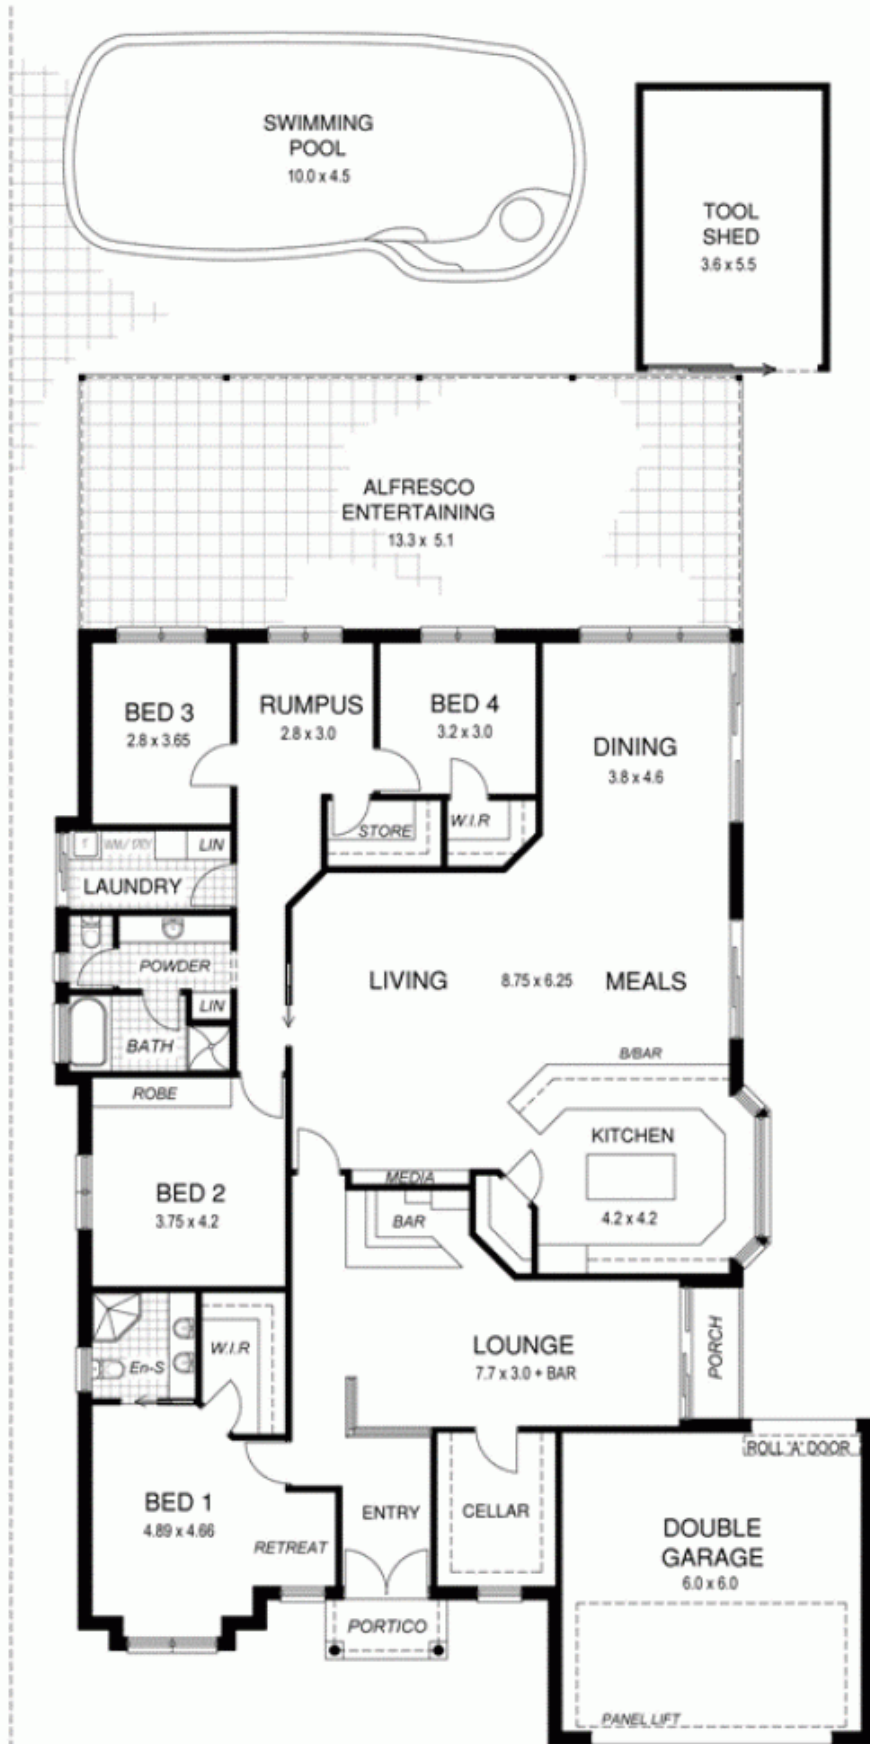 SWIMMING
POOL
10.0 x 4.5
TOOL
SHED
3.6 x 5.5
ALFRESCO
ENTERTAINING
13.3 x 5.1
BED 3
2.8 x 3.65
RUMPUS
2.8 x 3.0
BED 4
3.2 x 3.0
DINING
3.8 x 4.6
STORE
W.I.R
T
WM/DRY
LIN
LAUNDRY
POWDER
LIN
BATH
LIVING
8.75 x 6.25
MEALS
B/BAR
ROBE
KITCHEN
4.2 x 4.2
MEDIA
BAR
BED 2
3.75 x 4.2
En-S
W.I.R
LOUNGE
7.7 x 3.0 + BAR
PORCH
ROLL 'A' DOOR
BED 1
4.89 x 4.66
RETREAT
ENTRY
CELLAR
DOUBLE
GARAGE
6.0 x 6.0
PORTICO
PANEL LIFT